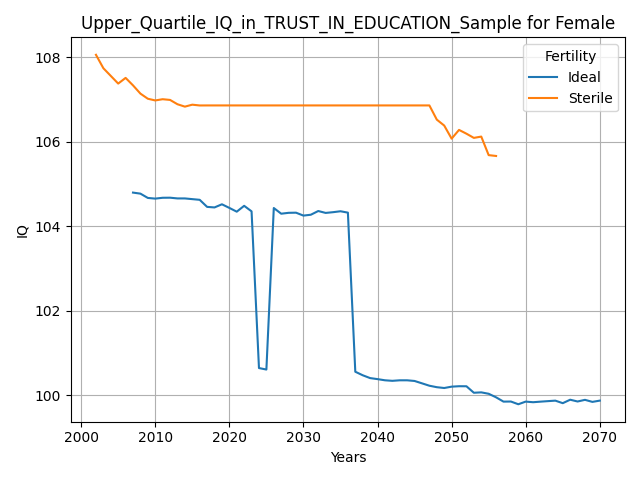 Upper_Quartile_IQ_in_TRUST_IN_EDUCATION_Sample for Female
Fertility
Ideal
Sterile
IQ
108
106
104
102
100
2000 2010 2020 2030 2040 2050 2060 2070
Years